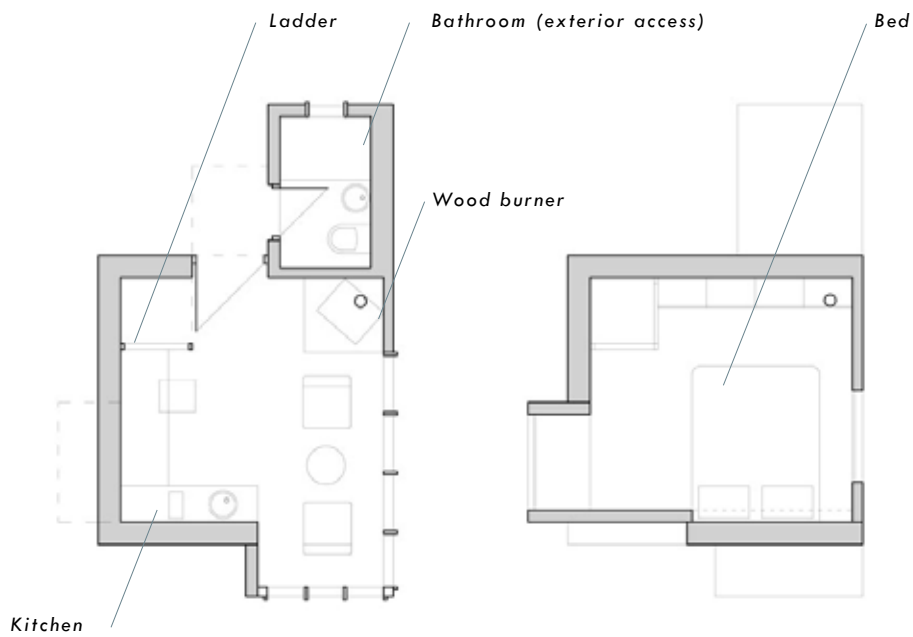 Ladder
Bathroom (exterior access)
Bed
Wood burner
Kitchen